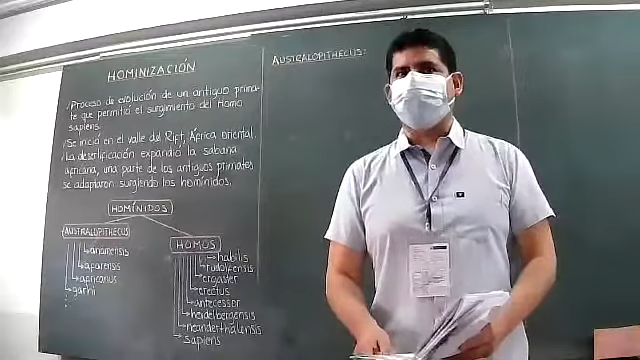 HOMINIZACIÓN
Proceso de evolución de un antiguo prima-
te que permitió el surgimiento del Homo
sapiens.
Se inició en el valle del Rift, África oriental.
La desertificación expandió la sabana
africana, una parte de los antiguos primates
se adaptaron surgiendo los homínidos.
HOMÍNIDOS
AUSTRALOPITHECUS
anamensis
afarensis
africanus
garhi
HOMOS
habilis
rudolfensis
ergaster
erectus
antecessor
heidelbergensis
neanderthalensis
sapiens
AUSTRALOPITHECUS: